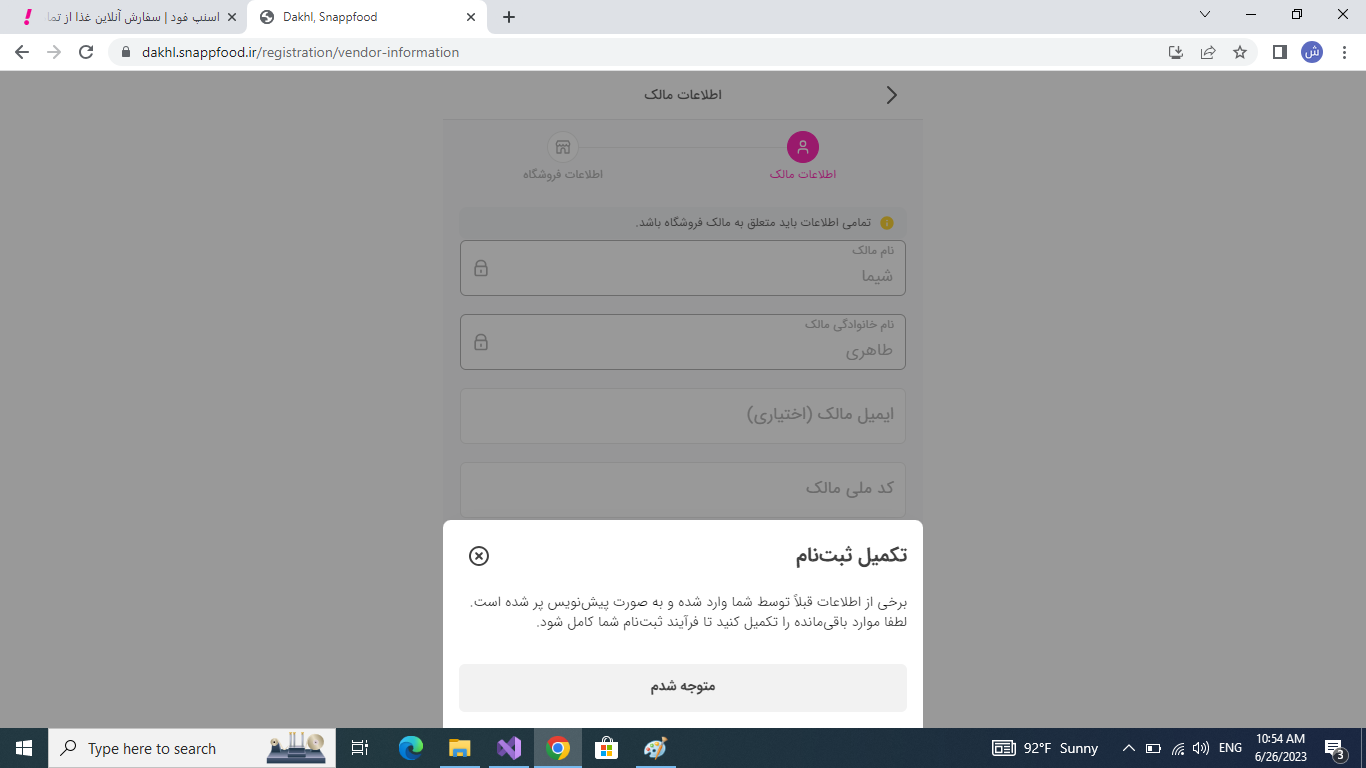 اسنپ فود | سفارش آنلاین غذا از تما
Dakhl, Snappfood
dakhl.snappfood.ir/registration/vendor-information
ش
اطلاعات مالک
اطلاعات مالک
اطلاعات فروشگاه
تمامی اطلاعات باید متعلق به مالک فروشگاه باشد.
نام مالک
شیما
نام خانوادگی مالک
طاهری
ایمیل مالک (اختیاری)
کد ملی مالک
تکمیل ثبت‌نام
برخی از اطلاعات قبلاً توسط شما وارد شده و به صورت پیش‌نویس پر شده است.
لطفا موارد باقی‌مانده را تکمیل کنید تا فرآیند ثبت‌نام شما کامل شود.
متوجه شدم
Type here to search
92°F Sunny
ENG
10:54 AM
6/26/2023
3